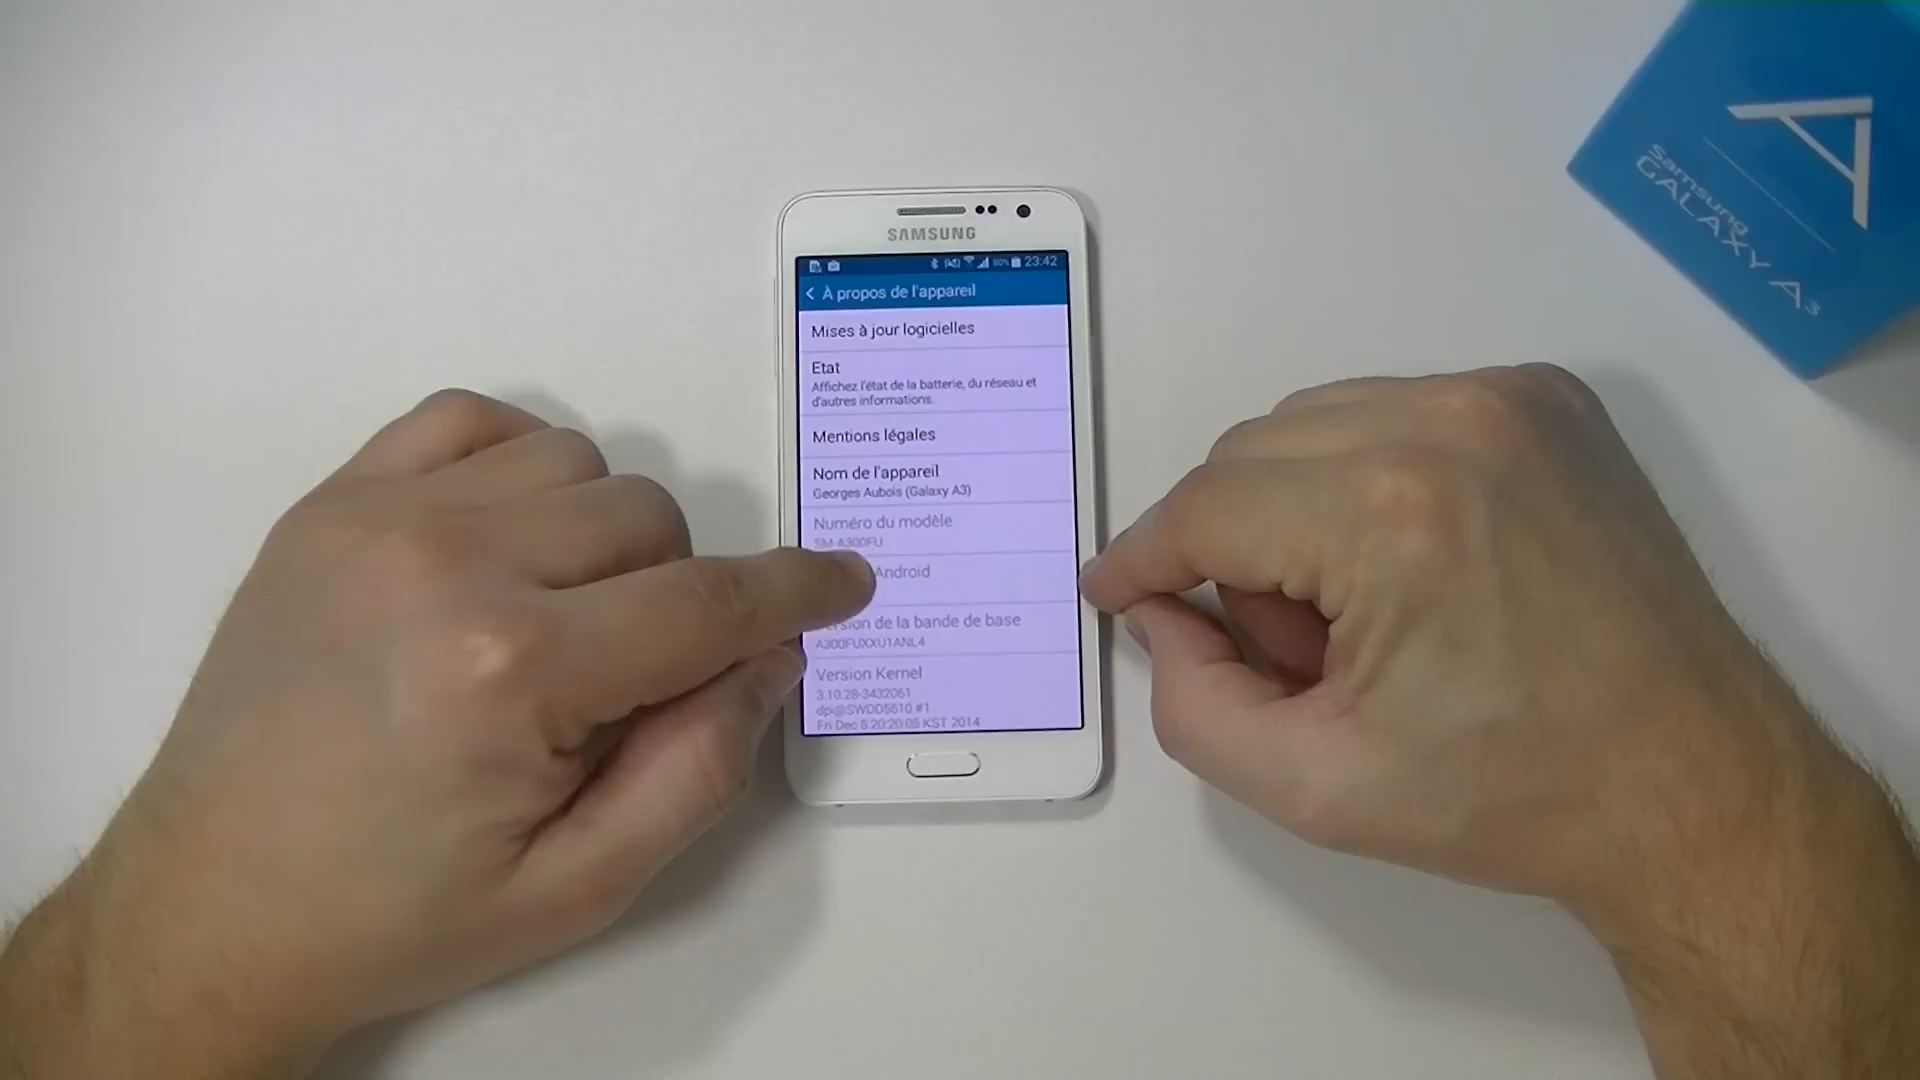 SAMSUNG
80% 23:42
À propos de l'appareil
Mises à jour logicielles
Etat
Affichez l'état de la batterie, du réseau et
d'autres informations.
Mentions légales
Nom de l'appareil
Georges Aubois (Galaxy A3)
Numéro du modèle
SM-A300FU
Android
Version de la bande de base
A300FUXXU1ANL4
Version Kernel
3.10.28-3432061
dpi@SWDD5610 #1
Fri Dec 5 20:20:05 KST 2014
A
Samsung
GALAXY A3